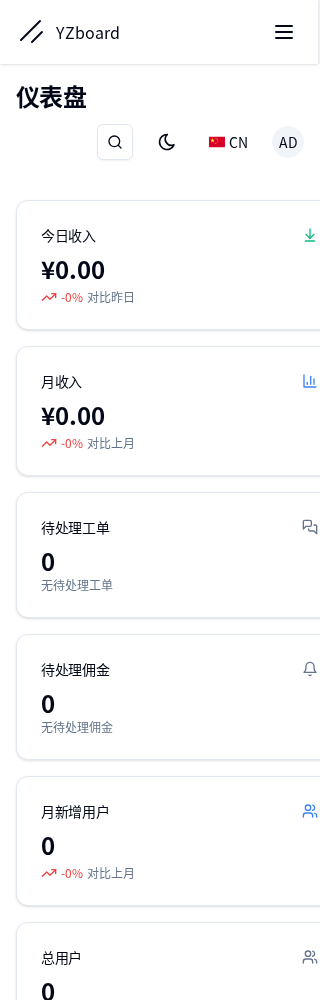 YZboard
仪表盘
CN
AD
今日收入
¥0.00
-0% 对比昨日
月收入
¥0.00
-0% 对比上月
待处理工单
0
无待处理工单
待处理佣金
0
无待处理佣金
月新增用户
0
-0% 对比上月
总用户
0